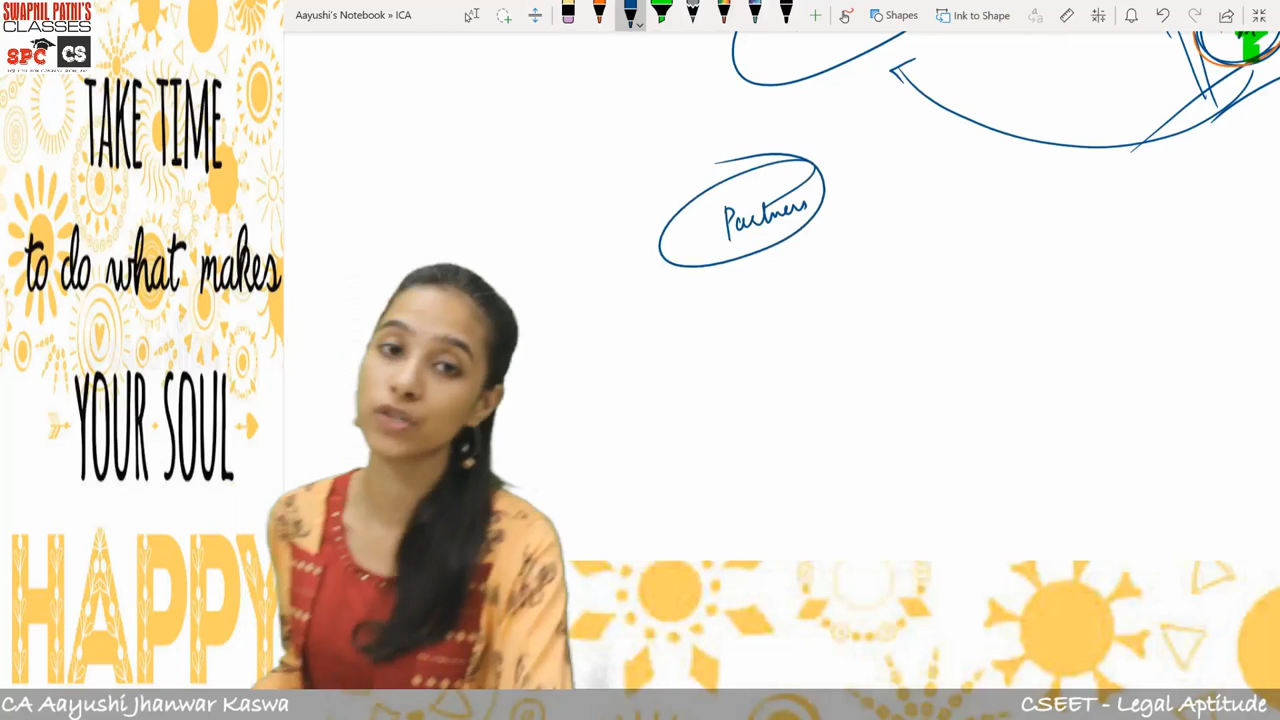 SWAPNIL PATNI'S
CLASSES
SPC CS
Aayushi's Notebook » ICA
Shapes
Ink to Shape
TAKE TIME
to do what makes
YOUR SOUL
HAPPY
Partners
CA Aayushi Jhanwar Kaswa
CSEET - Legal Aptitude